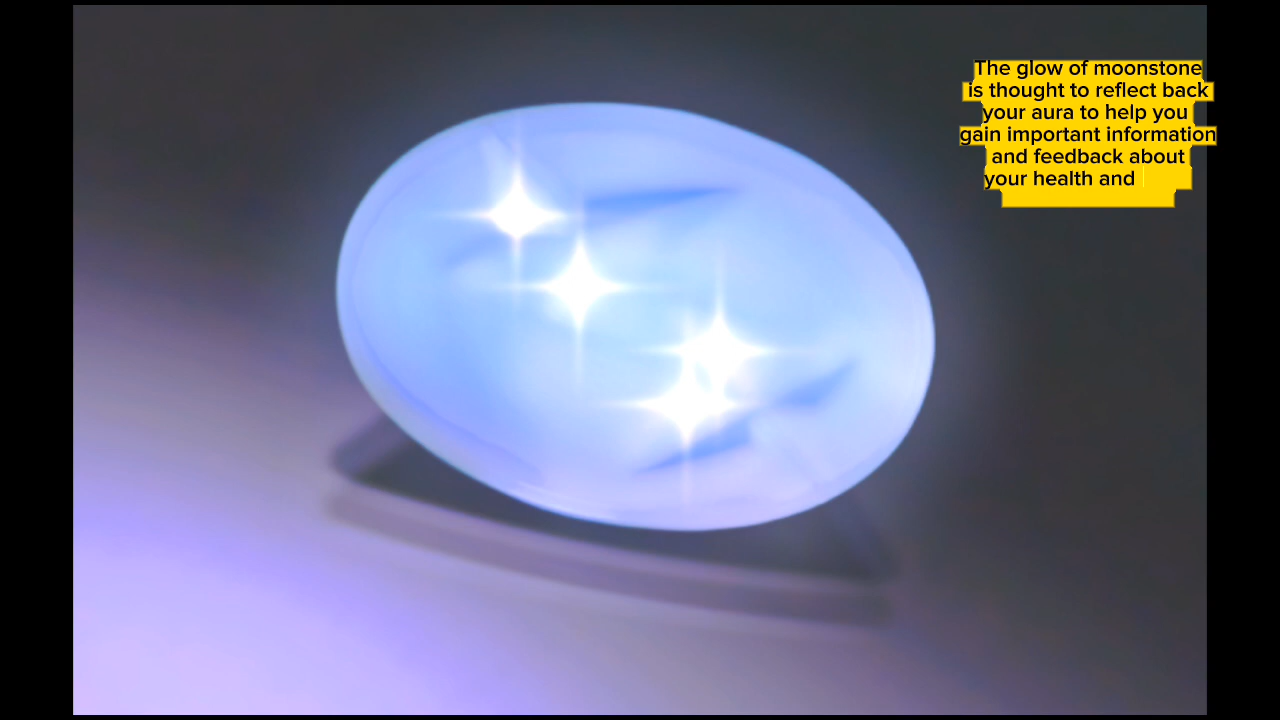 The glow of moonstone
is thought to reflect back
your aura to help you
gain important information
and feedback about
your health and